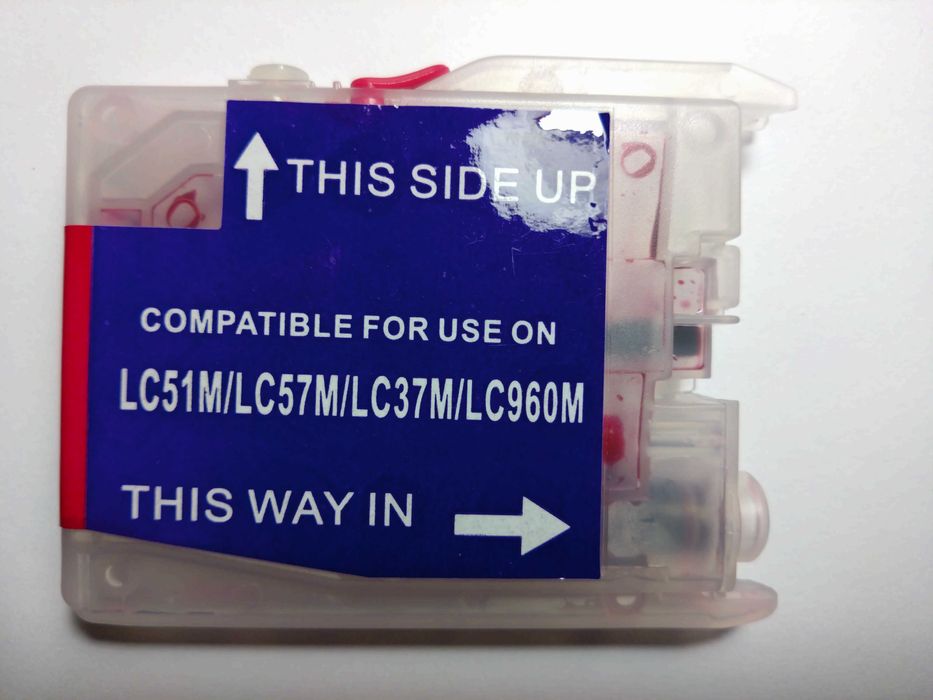 THIS SIDE UP
COMPATIBLE FOR USE ON
LC51M/LC57M/LC37M/LC960M
THIS WAY IN